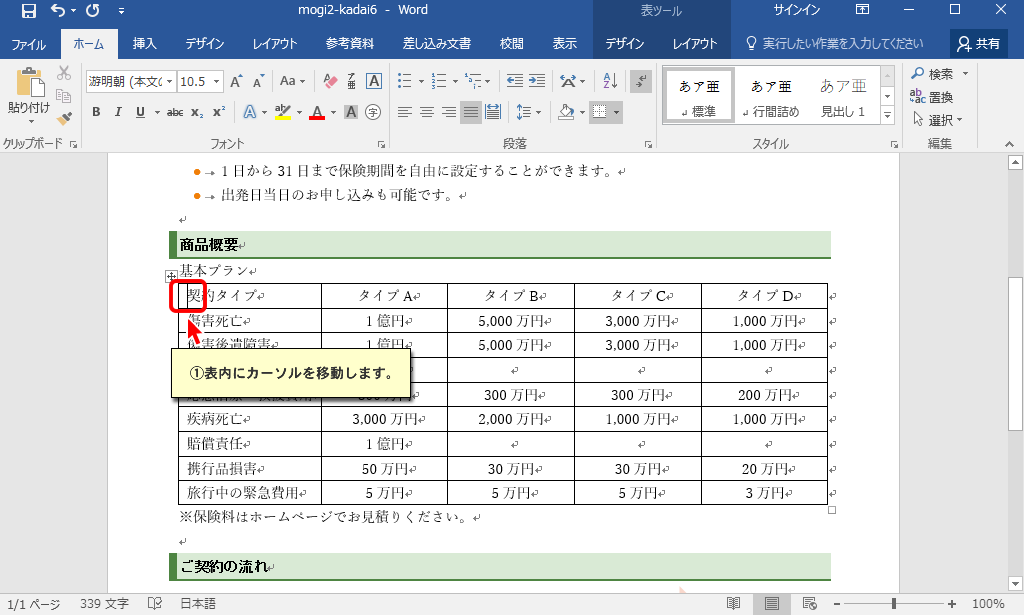 mogi2-kadai6 - Word
表ツール
サインイン
ファイル ホーム 挿入 デザイン レイアウト 参考資料 差し込み文書 校閲 表示 デザイン レイアウト 実行したい作業を入力してください 共有
貼り付け
游明朝 (本文(
10.5
Aa
B I U abc x₂ x²
字
あア亜 あア亜 あア亜
標準 行間詰め 見出し 1
検索
置換
選択
クリップボード フォント 段落 スタイル 編集
1 日から 31 日まで保険期間を自由に設定することができます。
出発日当日のお申し込みも可能です。
商品概要
基本プラン
契約タイプ タイプ A タイプ B タイプ C タイプ D
傷害死亡 1 億円 5,000 万円 3,000 万円 1,000 万円
傷害後遺障害 1 億円 5,000 万円 3,000 万円 1,000 万円
①表内にカーソルを移動します。
300 万円 300 万円 200 万円
疾病死亡 3,000 万円 2,000 万円 1,000 万円 1,000 万円
賠償責任 1 億円
携行品損害 50 万円 30 万円 30 万円 20 万円
旅行中の緊急費用 5 万円 5 万円 5 万円 3 万円
※保険料はホームページでお見積りください。
ご契約の流れ
1/1 ページ 339 文字 日本語 100%